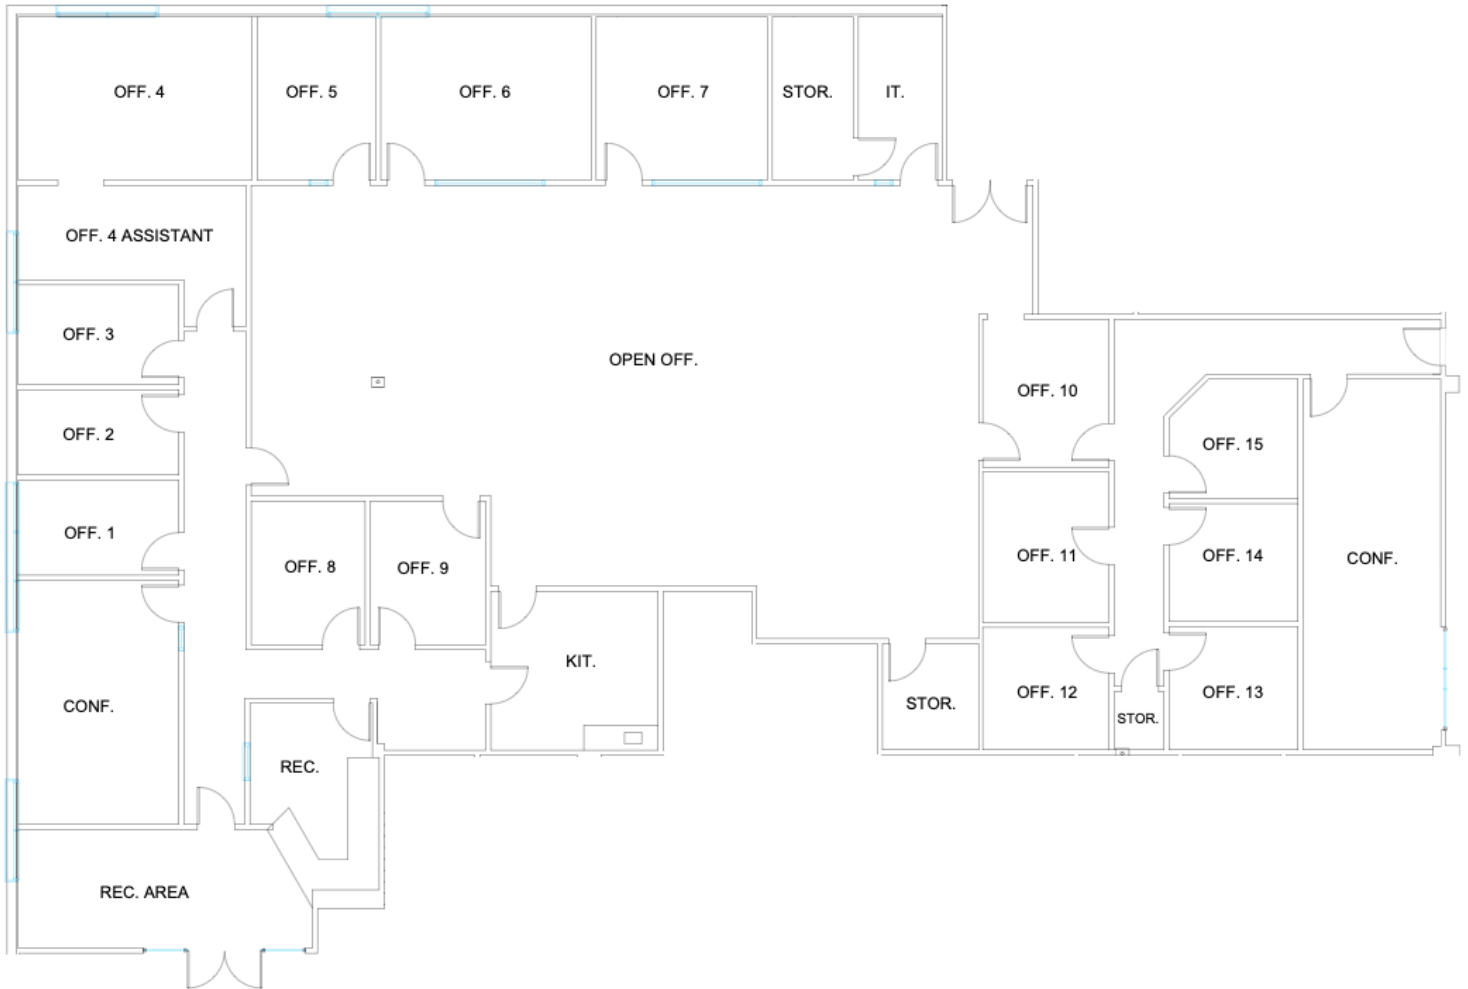 OFF. 4
OFF. 5
OFF. 6
OFF. 7
STOR.
IT.
OFF. 4 ASSISTANT
OFF. 3
OPEN OFF.
OFF. 10
OFF. 2
OFF. 15
OFF. 1
OFF. 8
OFF. 9
OFF. 11
OFF. 14
CONF.
KIT.
CONF.
STOR.
OFF. 12
STOR.
OFF. 13
REC.
REC. AREA